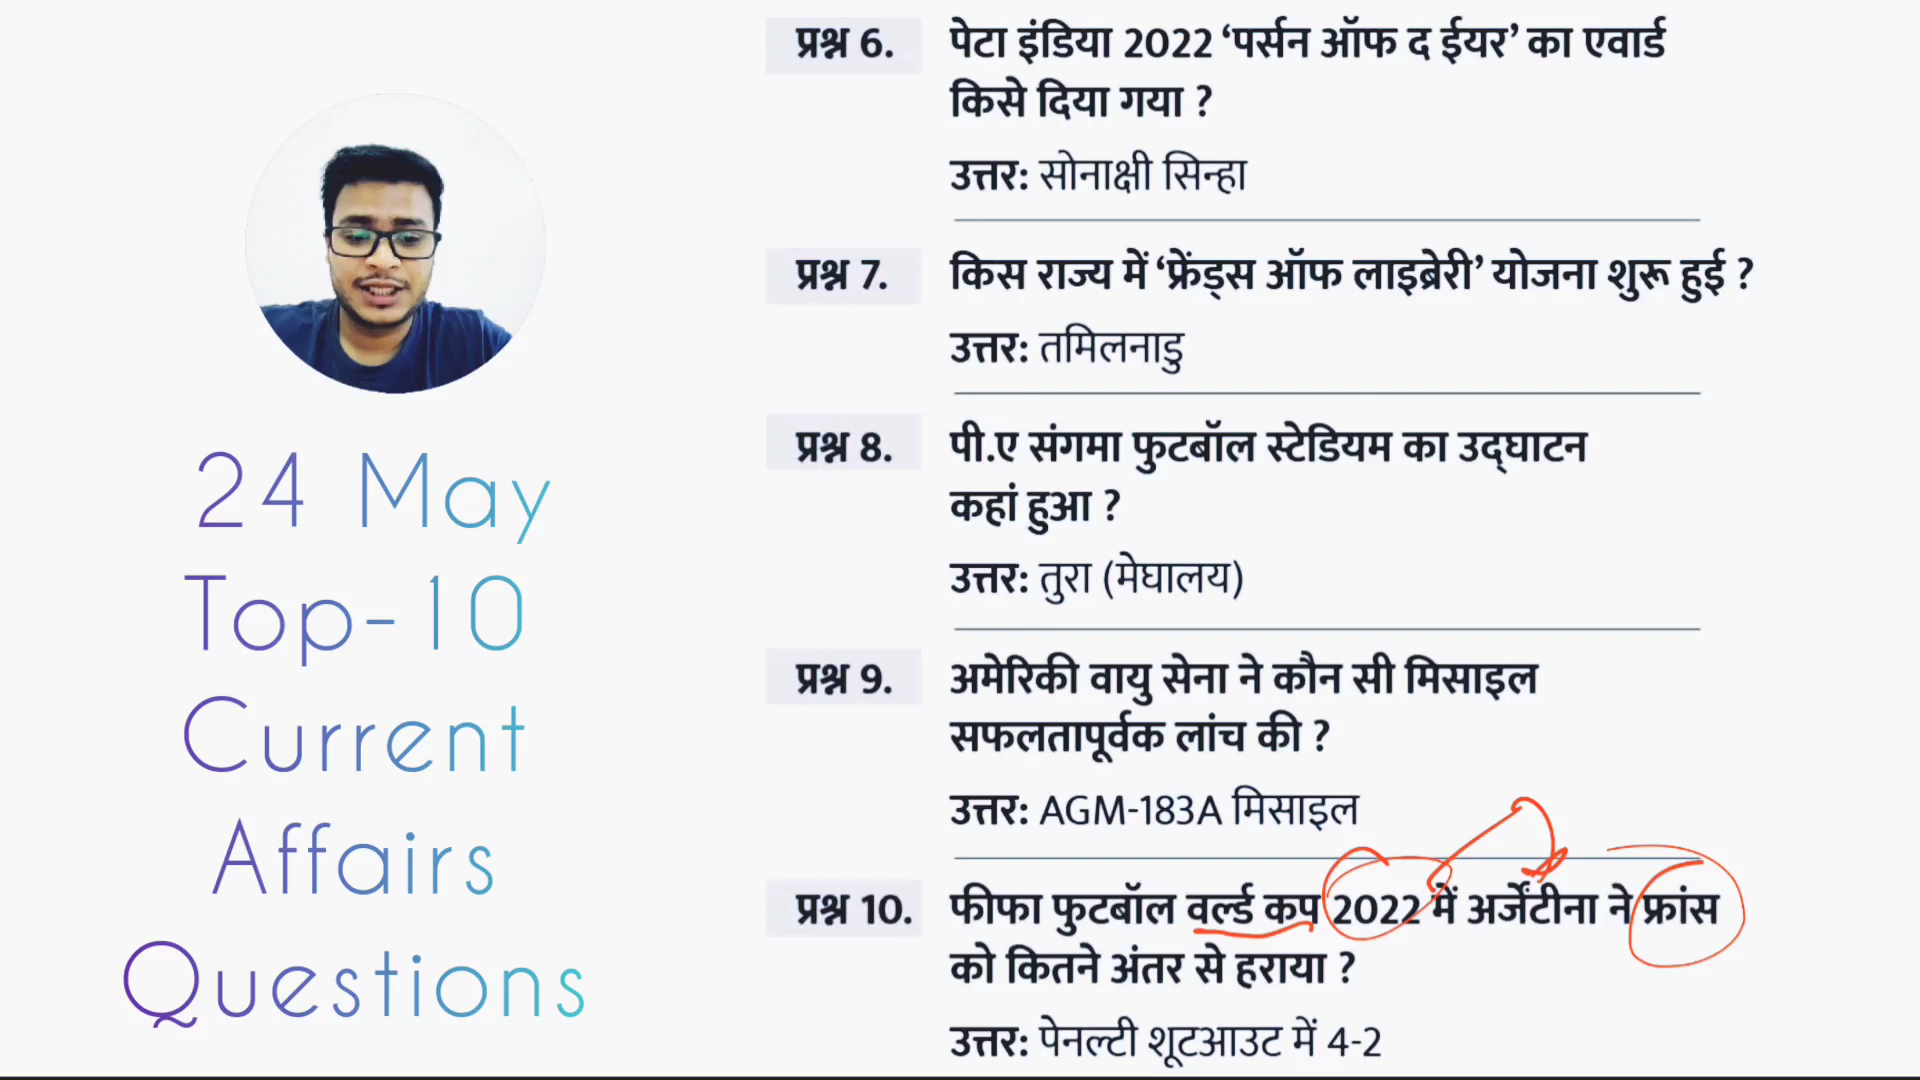 24 May
Top-10
Current
Affairs
Questions
प्रश्न 6. पेटा इंडिया 2022 ‘पर्सन ऑफ द ईयर’ का एवार्ड
किसे दिया गया ?
उत्तर: सोनाक्षी सिन्हा
प्रश्न 7. किस राज्य में ‘फ्रेंड्स ऑफ लाइब्रेरी’ योजना शुरू हुई ?
उत्तर: तमिलनाडु
प्रश्न 8. पी.ए संगमा फुटबॉल स्टेडियम का उद्‌घाटन
कहां हुआ ?
उत्तर: तुरा (मेघालय)
प्रश्न 9. अमेरिकी वायु सेना ने कौन सी मिसाइल
सफलतापूर्वक लांच की ?
उत्तर: AGM-183A मिसाइल
प्रश्न 10. फीफा फुटबॉल वर्ल्ड कप 2022 में अर्जेंटीना ने फ्रांस
को कितने अंतर से हराया ?
उत्तर: पेनल्टी शूटआउट में 4-2